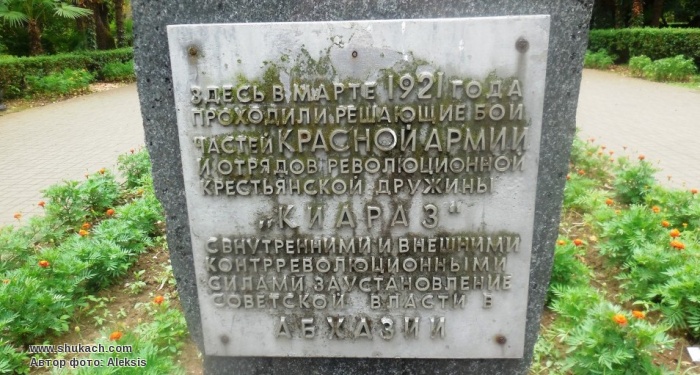 ЗДЕСЬ В МАРТЕ 1921 ГОДА
ПРОХОДИЛИ РЕШАЮЩИЕ БОИ
ЧАСТЕЙ КРАСНОЙ АРМИИ
И ОТРЯДОВ РЕВОЛЮЦИОННОЙ
КРЕСТЬЯНСКОЙ ДРУЖИНЫ
„КИАРАЗ"
С ВНУТРЕННИМИ И ВНЕШНИМИ
КОНТРРЕВОЛЮЦИОННЫМИ
СИЛАМИ ЗА УСТАНОВЛЕНИЕ
СОВЕТСКОЙ ВЛАСТИ В
АБХАЗИИ
www.shukach.com
Автор фото: Aleksis